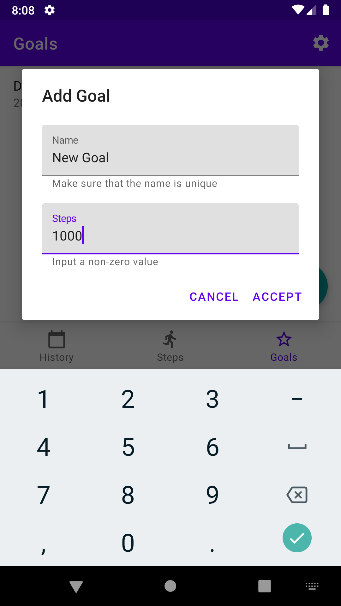 8:08
Goals
D
20
Add Goal
Name
New Goal
Make sure that the name is unique
Steps
1000
Input a non-zero value
CANCEL ACCEPT
History Steps Goals
1 2 3 -
4 5 6
7 8 9
, 0 .